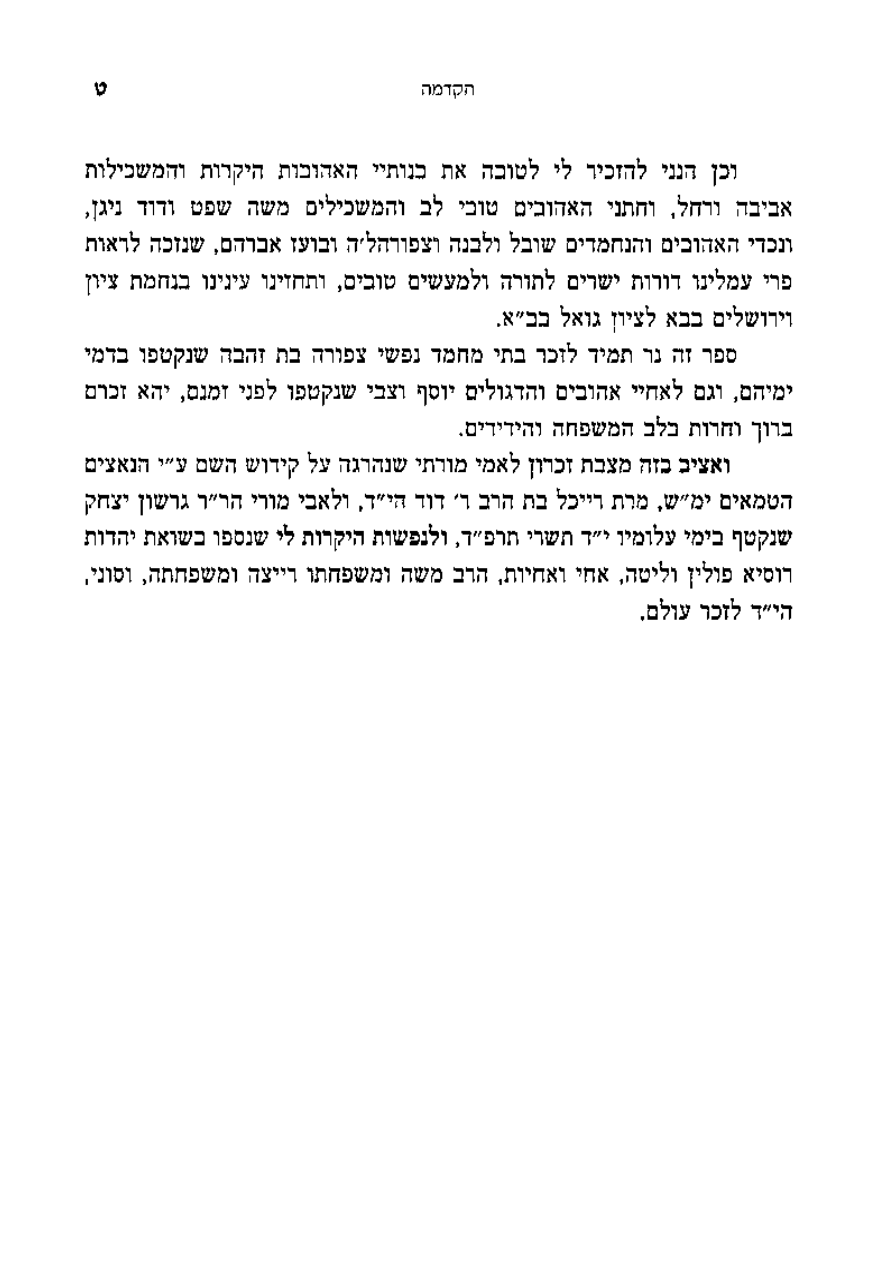 הקדמה ט
וכן הנני להזכיר לי לטובה את בנותיי האהובות היקרות והמשכילות
אביבה ורחל, וחתני האהובים טובי לב והמשכילים משה שפט ודוד ניגן,
ונכדי האהובים והנחמדים שובל ולבנה וצפורהל׳ה ובועז אברהם, שנזכה לראות
פרי עמלינו דורות ישרים לתורה ולמעשים טובים, ותחזינו עינינו בנחמת ציון
וירושלים בבא לציון גואל בב״א.
ספר זה נר תמיד לזכר בתי מחמד נפשי צפורה בת זהבה שנקטפו בדמי
ימיהם, וגם לאחיי אהובים והדגולים יוסף וצבי שנקטפו לפני זמנם, יהא זכרם
ברוך וחרות בלב המשפחה והידידים.
ואציב בזה מצבת זכרון לאמי מורתי שנהרגה על קידוש השם ע״י הנאצים
הטמאים ימ״ש, מרת רייכל בת הרב ר׳ דוד הי״ד, ולאבי מורי הר״ר גרשון יצחק
שנקטף בימי עלומיו י״ד תשרי תרפ״ד, ולנפשות היקרות לי שנספו בשואת יהדות
רוסיא פולין וליטה, אחי ואחיות, הרב משה ומשפחתו רייצה ומשפחתה, וסוני,
הי״ד לזכר עולם.